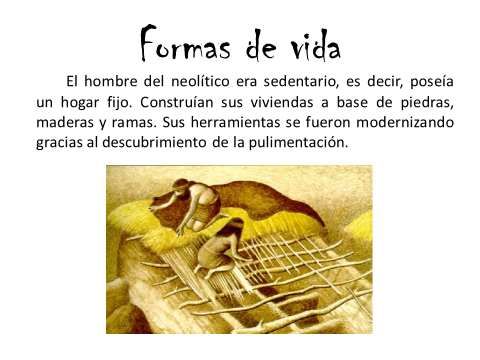 Formas de vida
El hombre del neolítico era sedentario, es decir, poseía
un hogar fijo. Construían sus viviendas a base de piedras,
maderas y ramas. Sus herramientas se fueron modernizando
gracias al descubrimiento de la pulimentación.